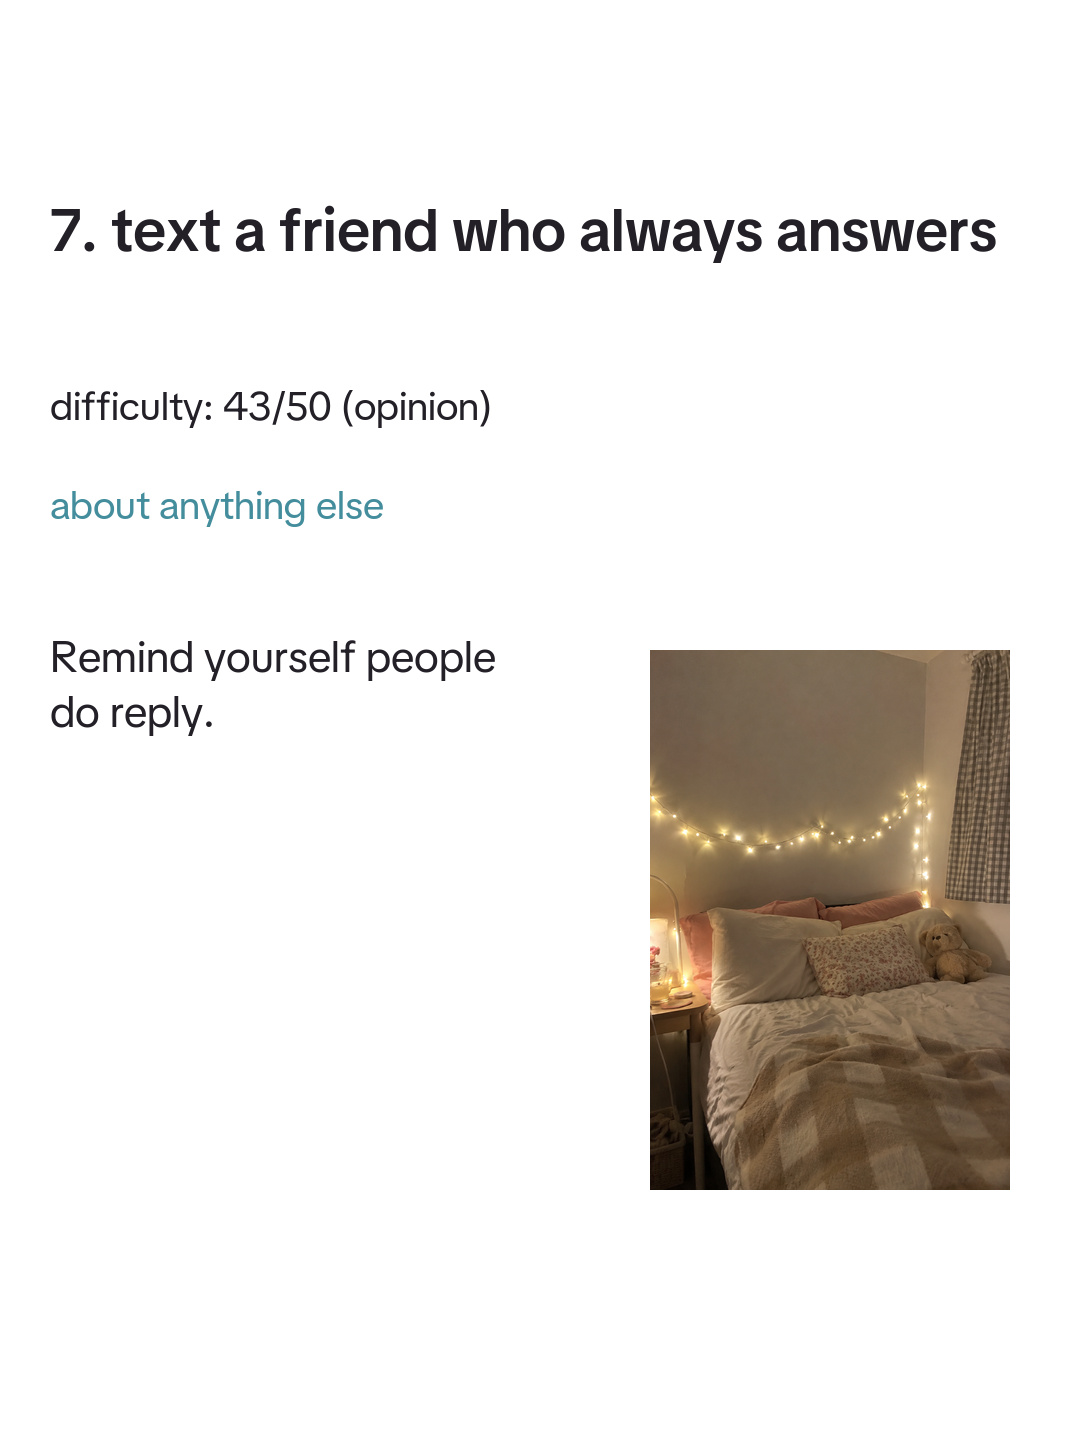 7. text a friend who always answers
difficulty: 43/50 (opinion)
about anything else
Remind yourself people
do reply.